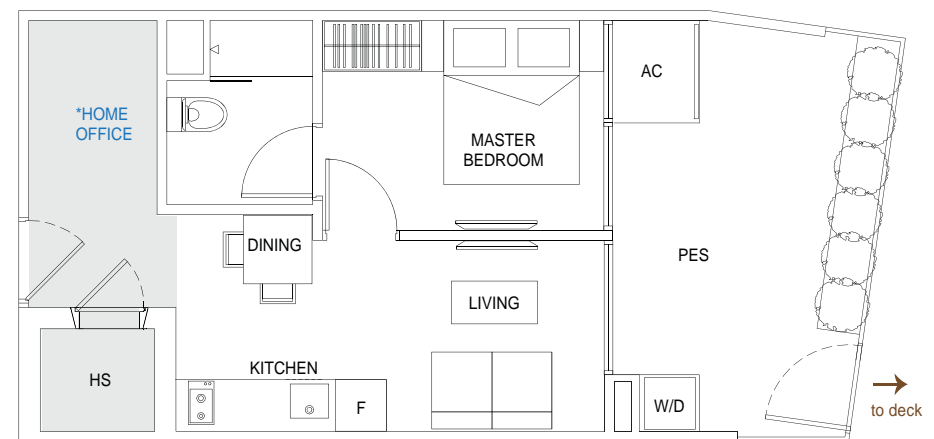 *HOME
OFFICE
AC
MASTER
BEDROOM
DINING
PES
LIVING
KITCHEN
HS
F
W/D
to deck